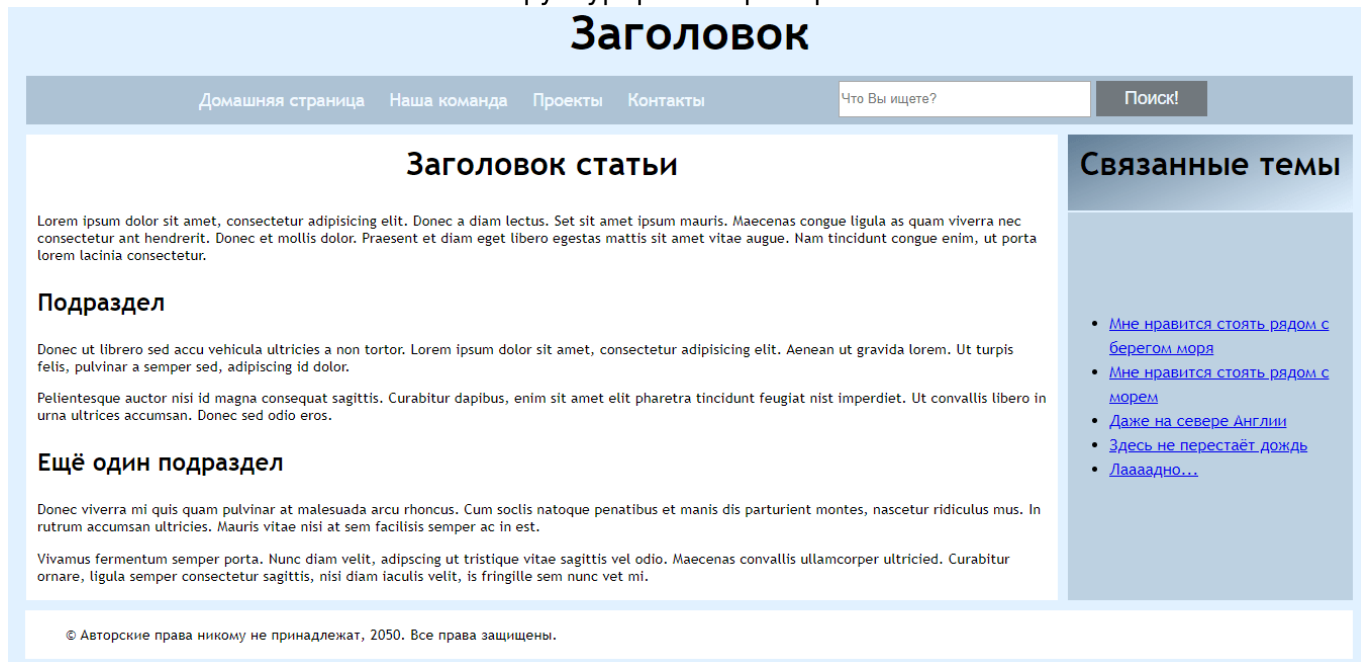 Заголовок
Домашняя страница Наша команда Проекты Контакты Что Вы ищете? Поиск!
Заголовок статьи
Lorem ipsum dolor sit amet, consectetur adipisicing elit. Donec a diam lectus. Set sit amet ipsum mauris. Maecenas congue ligula as quam viverra nec
consectetur ant hendrerit. Donec et mollis dolor. Praesent et diam eget libero egestas mattis sit amet vitae augue. Nam tincidunt congue enim, ut porta
lorem lacinia consectetur.
Подраздел
Donec ut librero sed accu vehicula ultricies a non tortor. Lorem ipsum dolor sit amet, consectetur adipisicing elit. Aenean ut gravida lorem. Ut turpis
felis, pulvinar a semper sed, adipiscing id dolor.
Pelientesque auctor nisi id magna consequat sagittis. Curabitur dapibus, enim sit amet elit pharetra tincidunt feugiat nist imperdiet. Ut convallis libero in
urna ultrices accumsan. Donec sed odio eros.
Ещё один подраздел
Donec viverra mi quis quam pulvinar at malesuada arcu rhoncus. Cum soclis natoque penatibus et manis dis parturient montes, nascetur ridiculus mus. In
rutrum accumsan ultricies. Mauris vitae nisi at sem facilisis semper ac in est.
Vivamus fermentum semper porta. Nunc diam velit, adipscing ut tristique vitae sagittis vel odio. Maecenas convallis ullamcorper ultricied. Curabitur
ornare, ligula semper consectetur sagittis, nisi diam iaculis velit, is fringille sem nunc vet mi.
Связанные темы
Мне нравится стоять рядом с
берегом моря
Мне нравится стоять рядом с
морем
Даже на севере Англии
Здесь не перестаёт дождь
Лаааадно...
© Авторские права никому не принадлежат, 2050. Все права защищены.